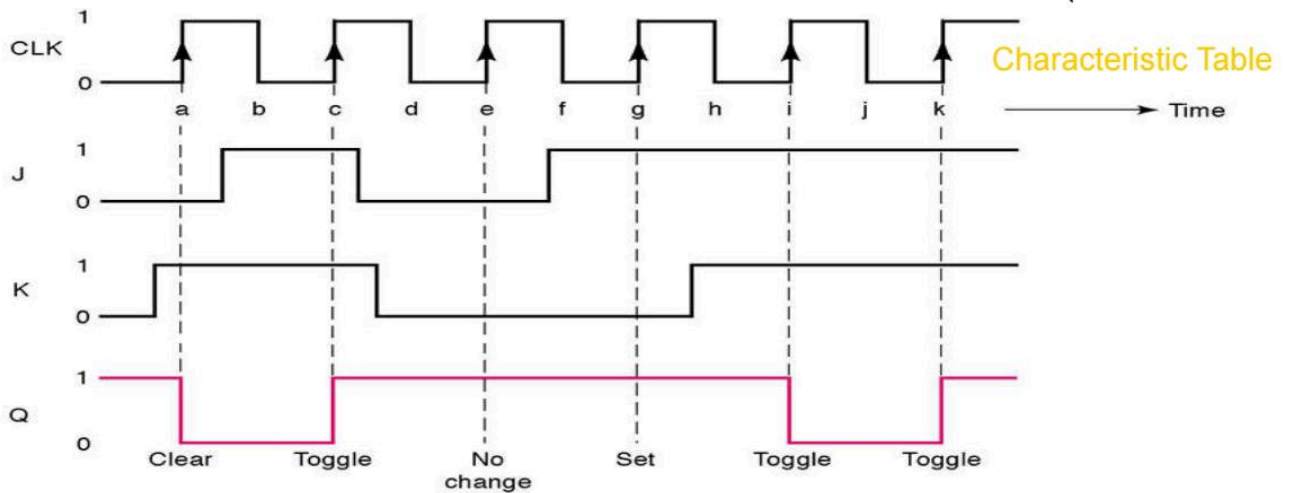 1
CLK
0
Characteristic Table
a b c d e f g h i j k
Time
1
J
0
1
K
0
1
Q
0
Clear Toggle No change Set Toggle Toggle